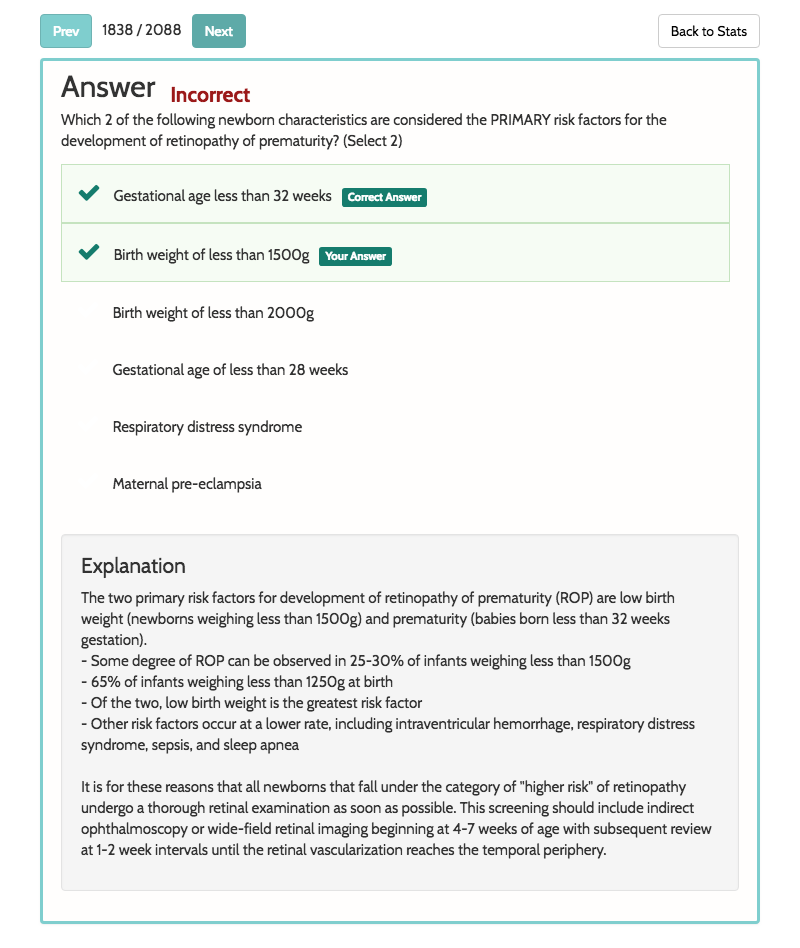 Prev 1838 / 2088 Next Back to Stats
Answer Incorrect
Which 2 of the following newborn characteristics are considered the PRIMARY risk factors for the
development of retinopathy of prematurity? (Select 2)
Gestational age less than 32 weeks Correct Answer
Birth weight of less than 1500g Your Answer
Birth weight of less than 2000g
Gestational age of less than 28 weeks
Respiratory distress syndrome
Maternal pre-eclampsia
Explanation
The two primary risk factors for development of retinopathy of prematurity (ROP) are low birth
weight (newborns weighing less than 1500g) and prematurity (babies born less than 32 weeks
gestation).
- Some degree of ROP can be observed in 25-30% of infants weighing less than 1500g
- 65% of infants weighing less than 1250g at birth
- Of the two, low birth weight is the greatest risk factor
- Other risk factors occur at a lower rate, including intraventricular hemorrhage, respiratory distress
syndrome, sepsis, and sleep apnea
It is for these reasons that all newborns that fall under the category of "higher risk" of retinopathy
undergo a thorough retinal examination as soon as possible. This screening should include indirect
ophthalmoscopy or wide-field retinal imaging beginning at 4-7 weeks of age with subsequent review
at 1-2 week intervals until the retinal vascularization reaches the temporal periphery.